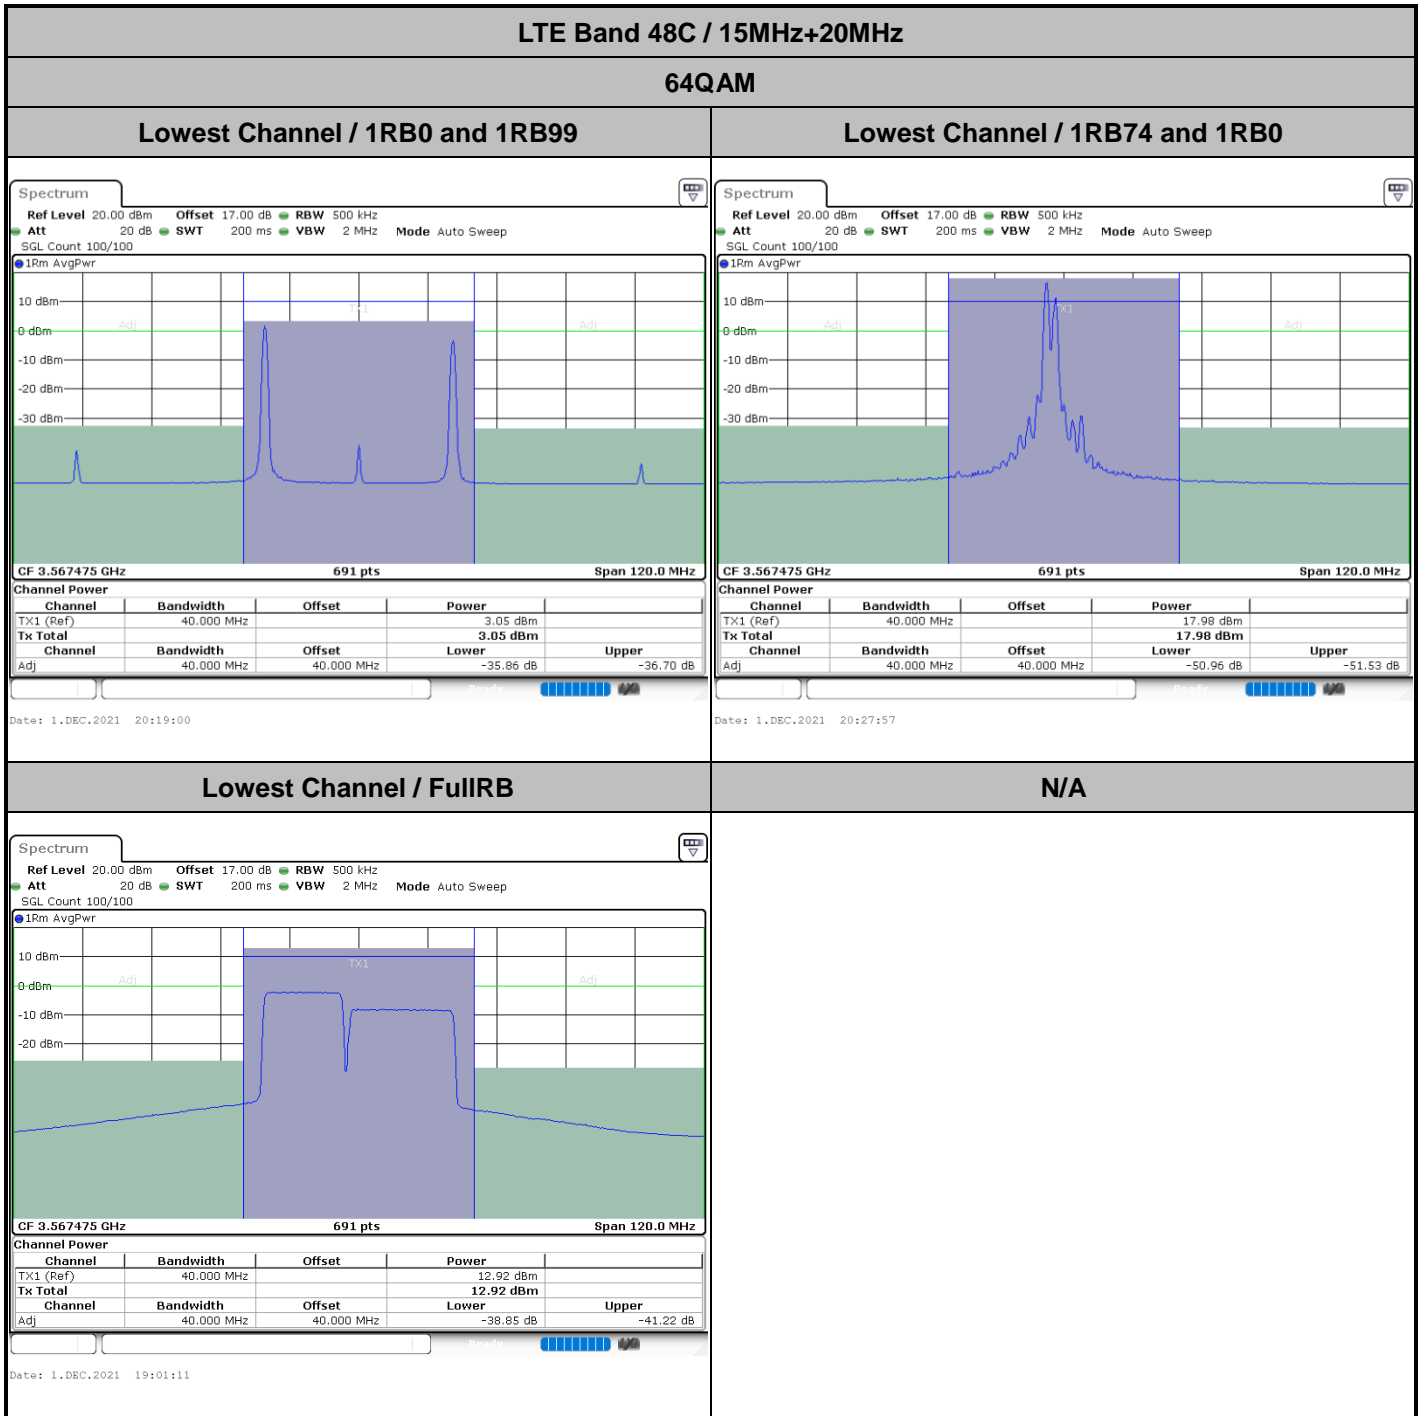 LTE Band 48C / 15MHz+20MHz
64QAM
Lowest Channel / 1RB0 and 1RB99
Lowest Channel / 1RB74 and 1RB0
Spectrum
Ref Level 20.00 dBm Offset 17.00 dB RBW 500 kHz
Att 20 dB SWT 200 ms VBW 2 MHz Mode Auto Sweep
SGL Count 100/100
1Rm AvgPwr
10 dBm
TX1
Adj
Adj
0 dBm
-10 dBm
-20 dBm
-30 dBm
CF 3.567475 GHz 691 pts Span 120.0 MHz
Channel Power
Channel Bandwidth Offset Power
TX1 (Ref) 40.000 MHz 3.05 dBm
Tx Total 3.05 dBm
Channel Bandwidth Offset Lower Upper
Adj 40.000 MHz 40.000 MHz -35.86 dB -36.70 dB
Ready
Date: 1.DEC.2021 20:19:00
Spectrum
Ref Level 20.00 dBm Offset 17.00 dB RBW 500 kHz
Att 20 dB SWT 200 ms VBW 2 MHz Mode Auto Sweep
SGL Count 100/100
1Rm AvgPwr
10 dBm
TX1
Adj
Adj
0 dBm
-10 dBm
-20 dBm
-30 dBm
CF 3.567475 GHz 691 pts Span 120.0 MHz
Channel Power
Channel Bandwidth Offset Power
TX1 (Ref) 40.000 MHz 17.98 dBm
Tx Total 17.98 dBm
Channel Bandwidth Offset Lower Upper
Adj 40.000 MHz 40.000 MHz -50.96 dB -51.53 dB
Ready
Date: 1.DEC.2021 20:27:57
Lowest Channel / FullRB
N/A
Spectrum
Ref Level 20.00 dBm Offset 17.00 dB RBW 500 kHz
Att 20 dB SWT 200 ms VBW 2 MHz Mode Auto Sweep
SGL Count 100/100
1Rm AvgPwr
10 dBm
TX1
Adj
Adj
0 dBm
-10 dBm
-20 dBm
CF 3.567475 GHz 691 pts Span 120.0 MHz
Channel Power
Channel Bandwidth Offset Power
TX1 (Ref) 40.000 MHz 12.92 dBm
Tx Total 12.92 dBm
Channel Bandwidth Offset Lower Upper
Adj 40.000 MHz 40.000 MHz -38.85 dB -41.22 dB
Ready
Date: 1.DEC.2021 19:01:11